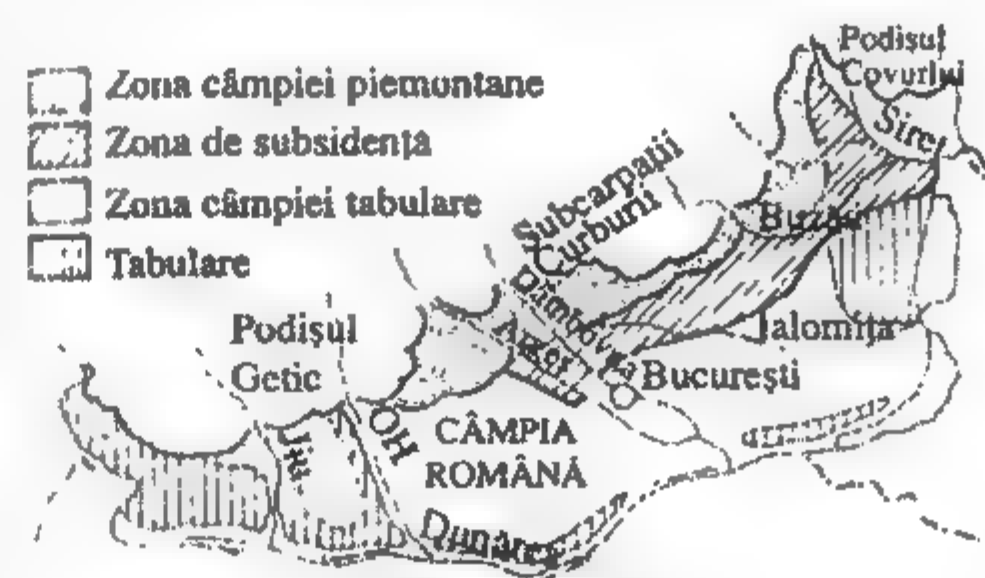 Zona câmpiei piemontane
Zona de subsidență
Zona câmpiei tabulare
Tabulare
Podișul
Covurlui
Siret
Subcarpații
Curburii
Buzău
Ialomița
Dâmbovița
Argeș
București
Podișul
Getic
Jiu
Olt
CÂMPIA
ROMÂNĂ
Dunărea